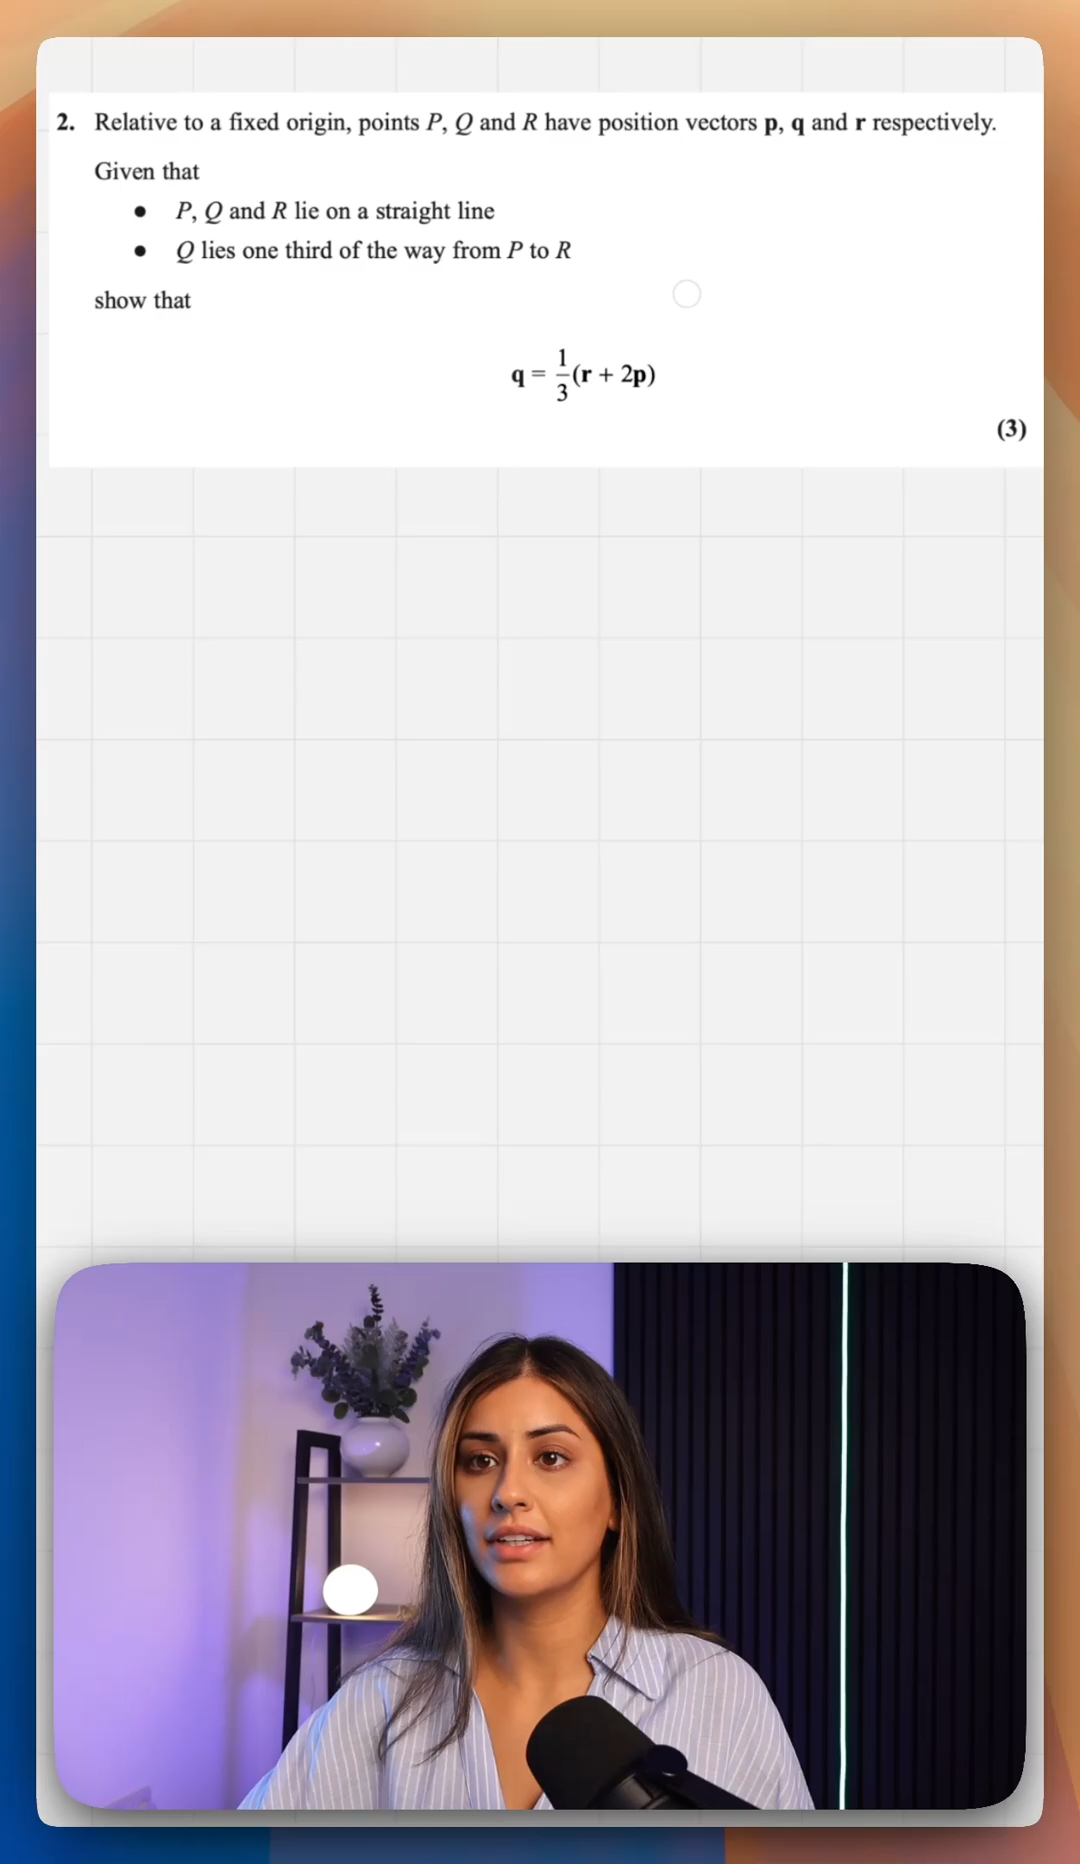 2. Relative to a fixed origin, points P, Q and R have position vectors p, q and r respectively.
Given that
● P, Q and R lie on a straight line
● Q lies one third of the way from P to R
show that
q = 1/3 (r + 2p)
(3)